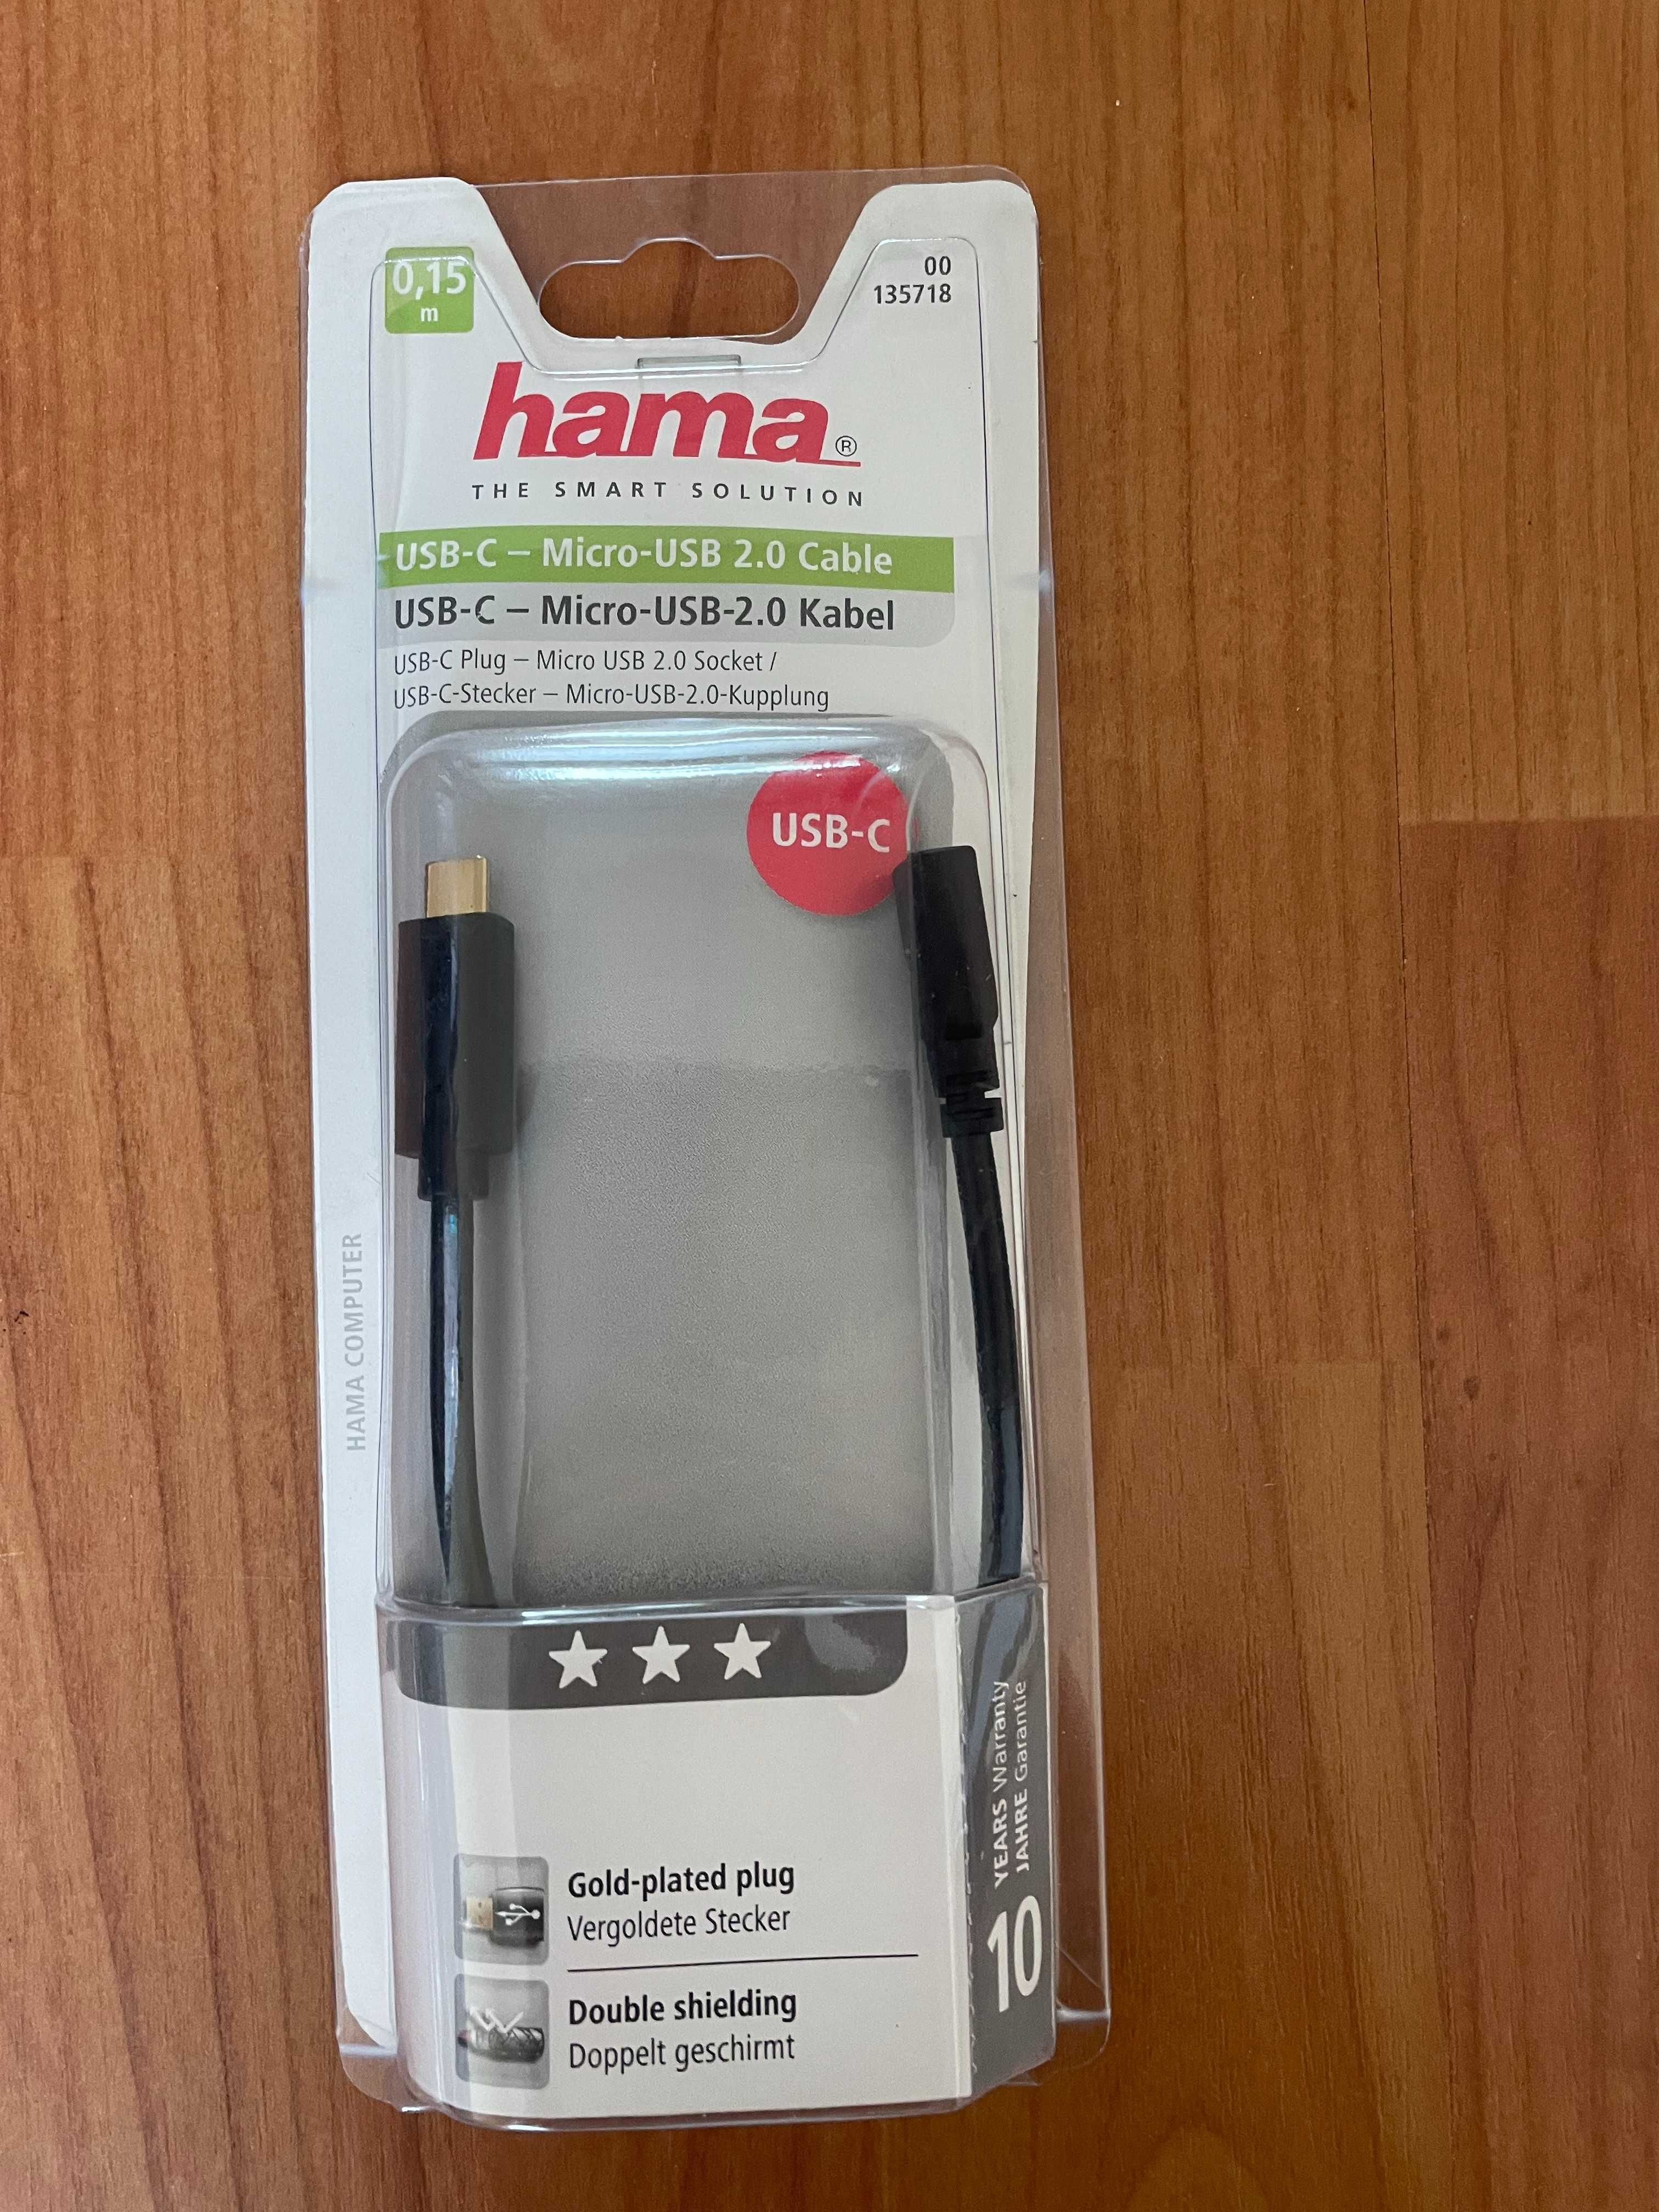 0,15
m
00
135718
hama®
THE SMART SOLUTION
USB-C – Micro-USB 2.0 Cable
USB-C – Micro-USB-2.0 Kabel
USB-C Plug – Micro USB 2.0 Socket /
USB-C-Stecker – Micro-USB-2.0-Kupplung
USB-C
HAMA COMPUTER
10
YEARS Warranty
JAHRE Garantie
Gold-plated plug
Vergoldete Stecker
Double shielding
Doppelt geschirmt